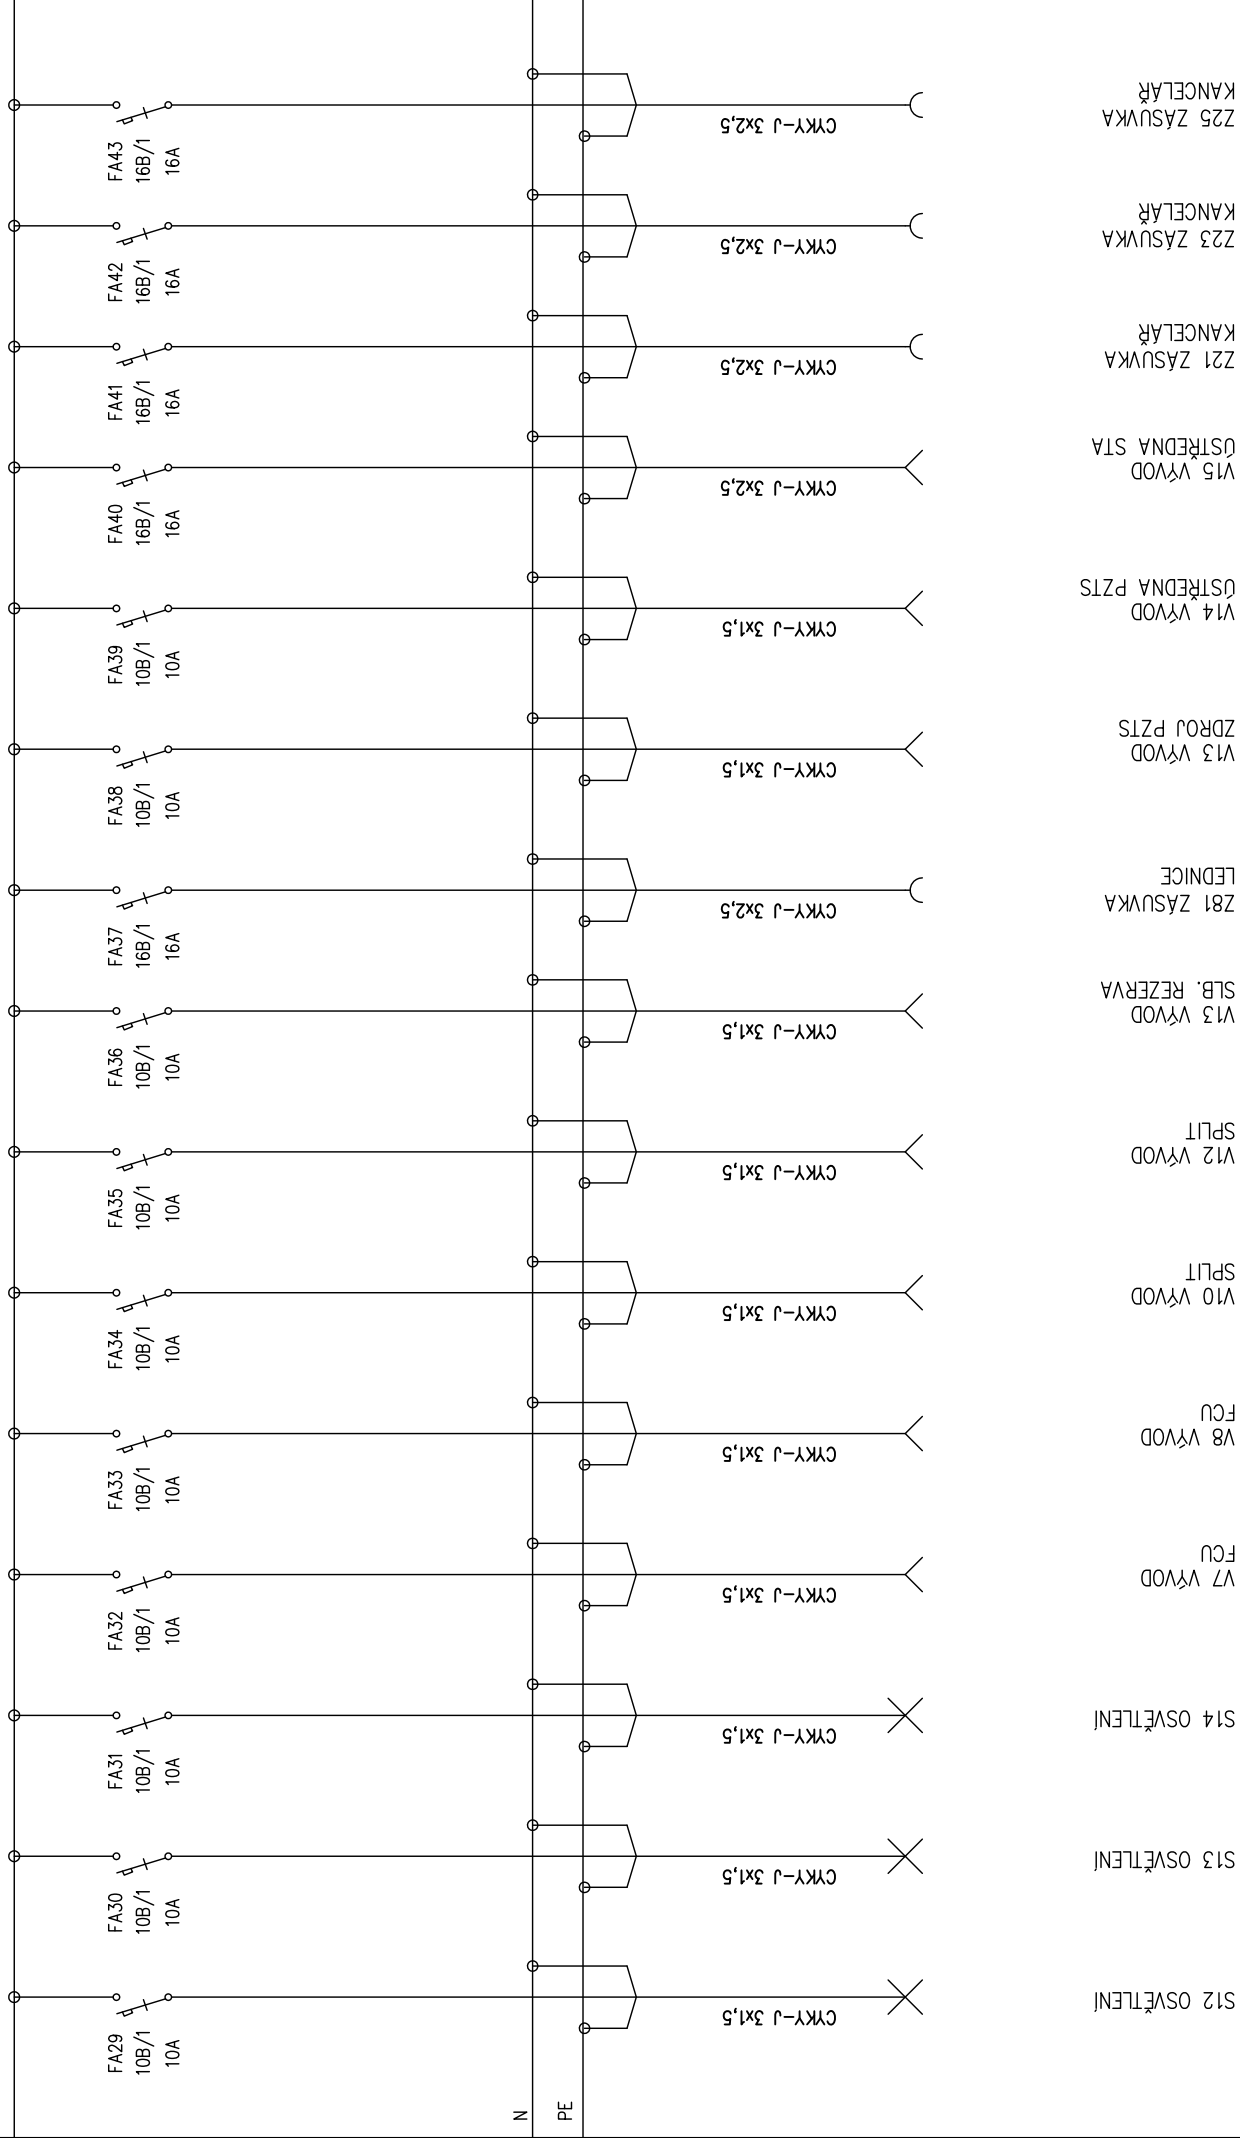 N
PE
FA29
10B/1
10A
CYKY-J 3x1,5
S12 OSVĚTLENÍ
FA30
10B/1
10A
CYKY-J 3x1,5
S13 OSVĚTLENÍ
FA31
10B/1
10A
CYKY-J 3x1,5
S14 OSVĚTLENÍ
FA32
10B/1
10A
CYKY-J 3x1,5
V7 VÝVOD
FCU
FA33
10B/1
10A
CYKY-J 3x1,5
V8 VÝVOD
FCU
FA34
10B/1
10A
CYKY-J 3x1,5
V10 VÝVOD
SPLIT
FA35
10B/1
10A
CYKY-J 3x1,5
V12 VÝVOD
SPLIT
FA36
10B/1
10A
CYKY-J 3x1,5
V13 VÝVOD
SLB. REZERVA
FA37
16B/1
16A
CYKY-J 3x2,5
Z81 ZÁSUVKA
LEDNICE
FA38
10B/1
10A
CYKY-J 3x1,5
V13 VÝVOD
ZDROJ PZTS
FA39
10B/1
10A
CYKY-J 3x1,5
V14 VÝVOD
ÚSTŘEDNA PZTS
FA40
16B/1
16A
CYKY-J 3x2,5
V15 VÝVOD
ÚSTŘEDNA STA
FA41
16B/1
16A
CYKY-J 3x2,5
Z21 ZÁSUVKA
KANCELÁŘ
FA42
16B/1
16A
CYKY-J 3x2,5
Z23 ZÁSUVKA
KANCELÁŘ
FA43
16B/1
16A
CYKY-J 3x2,5
Z25 ZÁSUVKA
KANCELÁŘ